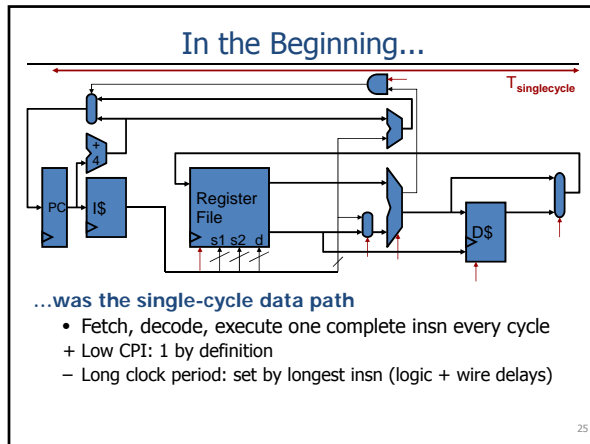 In the Beginning...
Tsinglecycle
+
4
PC
I$
Register
File
s1 s2 d
D$
...was the single-cycle data path
• Fetch, decode, execute one complete insn every cycle
+ Low CPI: 1 by definition
– Long clock period: set by longest insn (logic + wire delays)
25